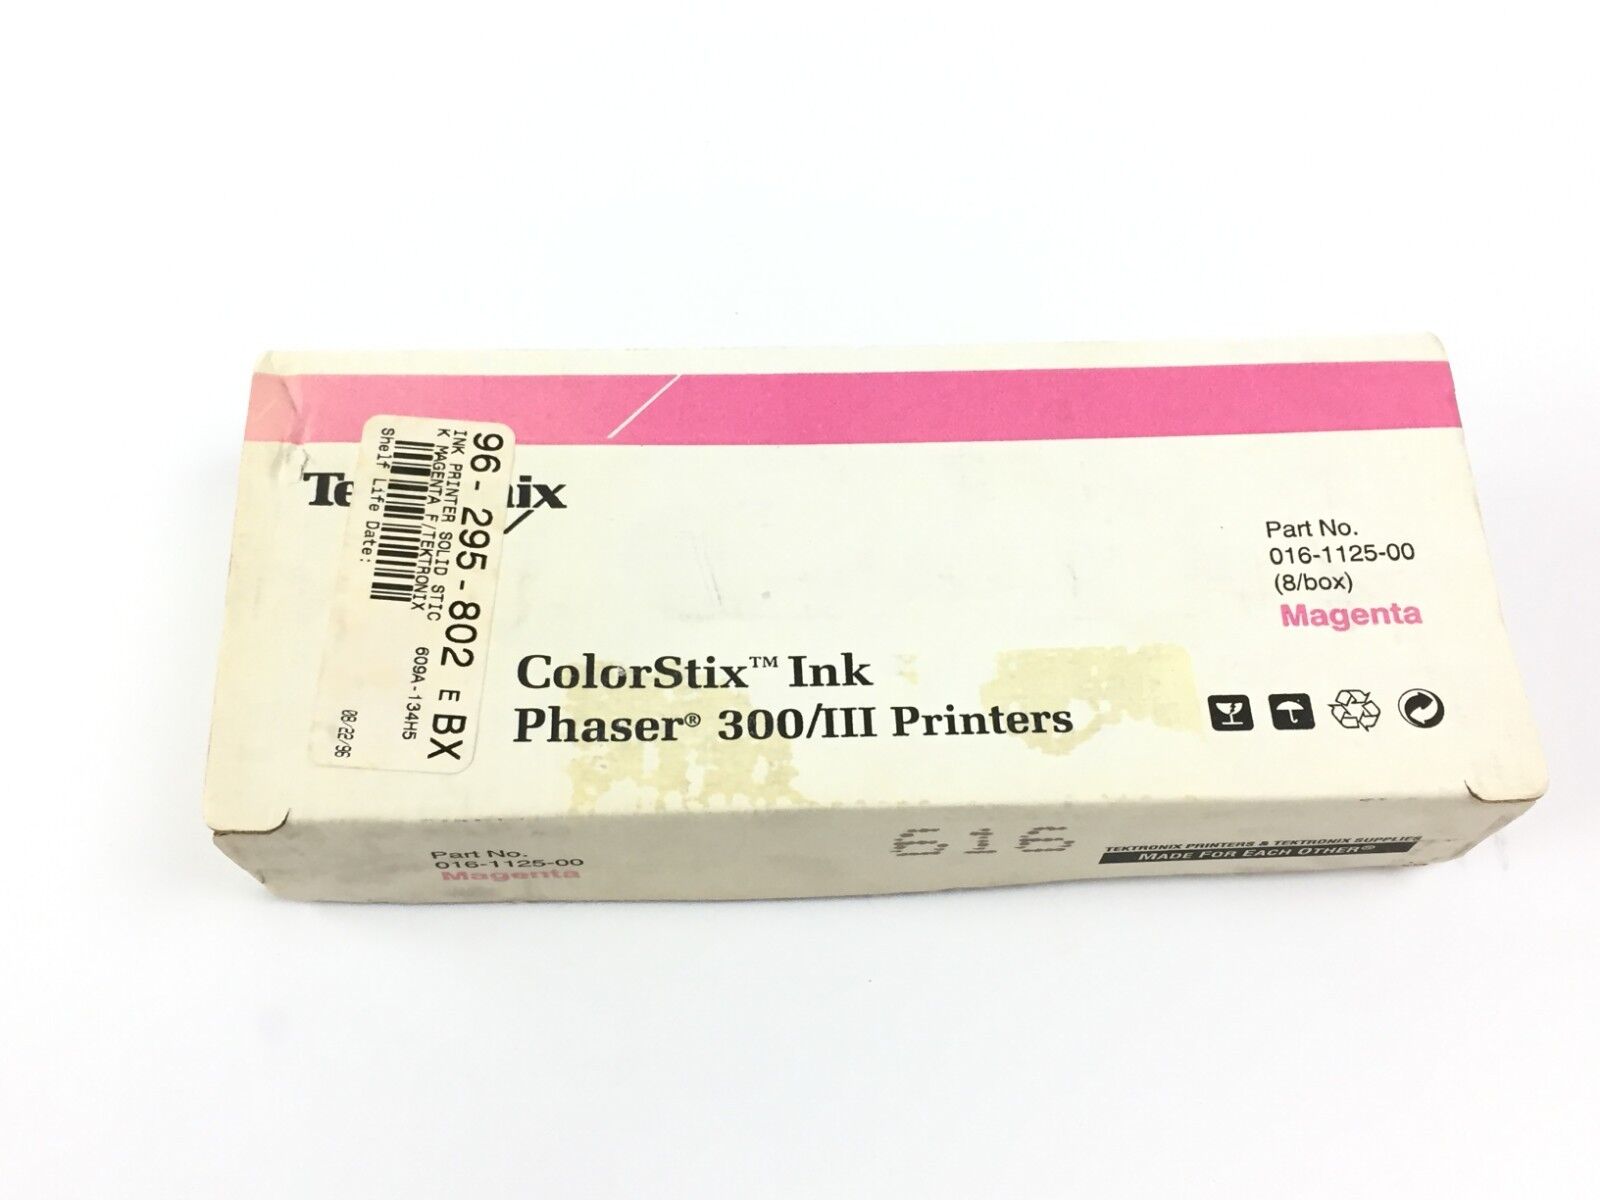 96-295-802 E BX
INK PRINTER SOLID STIC
K MAGENTA F/TEKTRONIX 609A-134H5
Shelf Life Date: 08/22/96
Part No.
016-1125-00
(8/box)
Magenta
ColorStix™ Ink
Phaser® 300/III Printers
Part No.
016-1125-00
Magenta
TEKTRONIX PRINTERS & TEKTRONIX SUPPLIES
MADE FOR EACH OTHER®